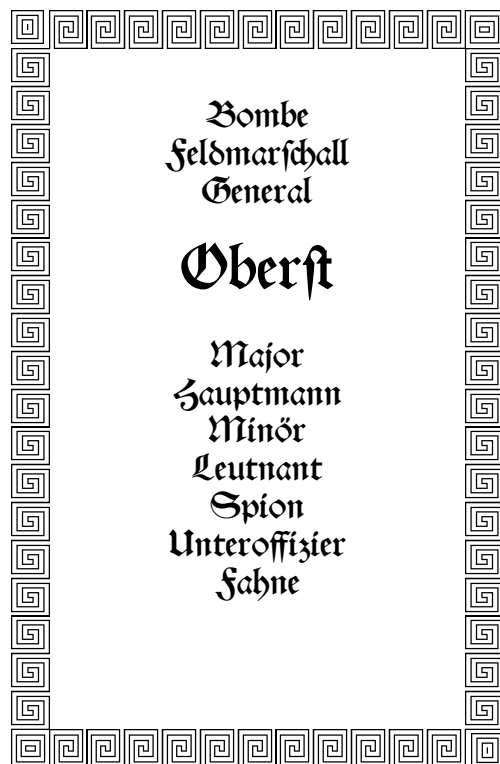 Bombe
Feldmarſchall
General
Oberſt
Major
Hauptmann
Minör
Leutnant
Spion
Unteroffizier
Fahne